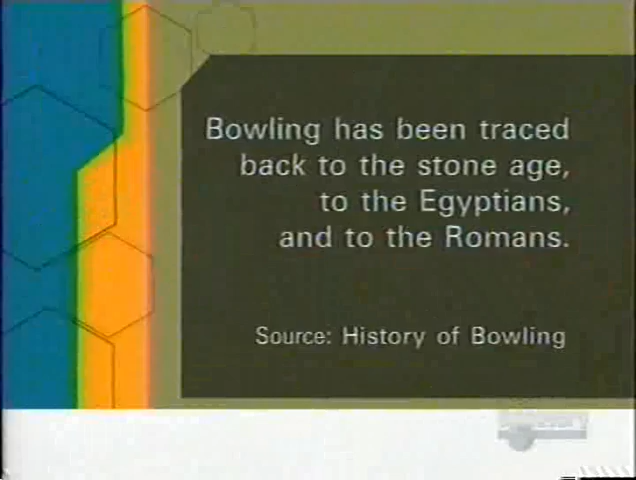 Bowling has been traced
back to the stone age,
to the Egyptians,
and to the Romans.
Source: History of Bowling